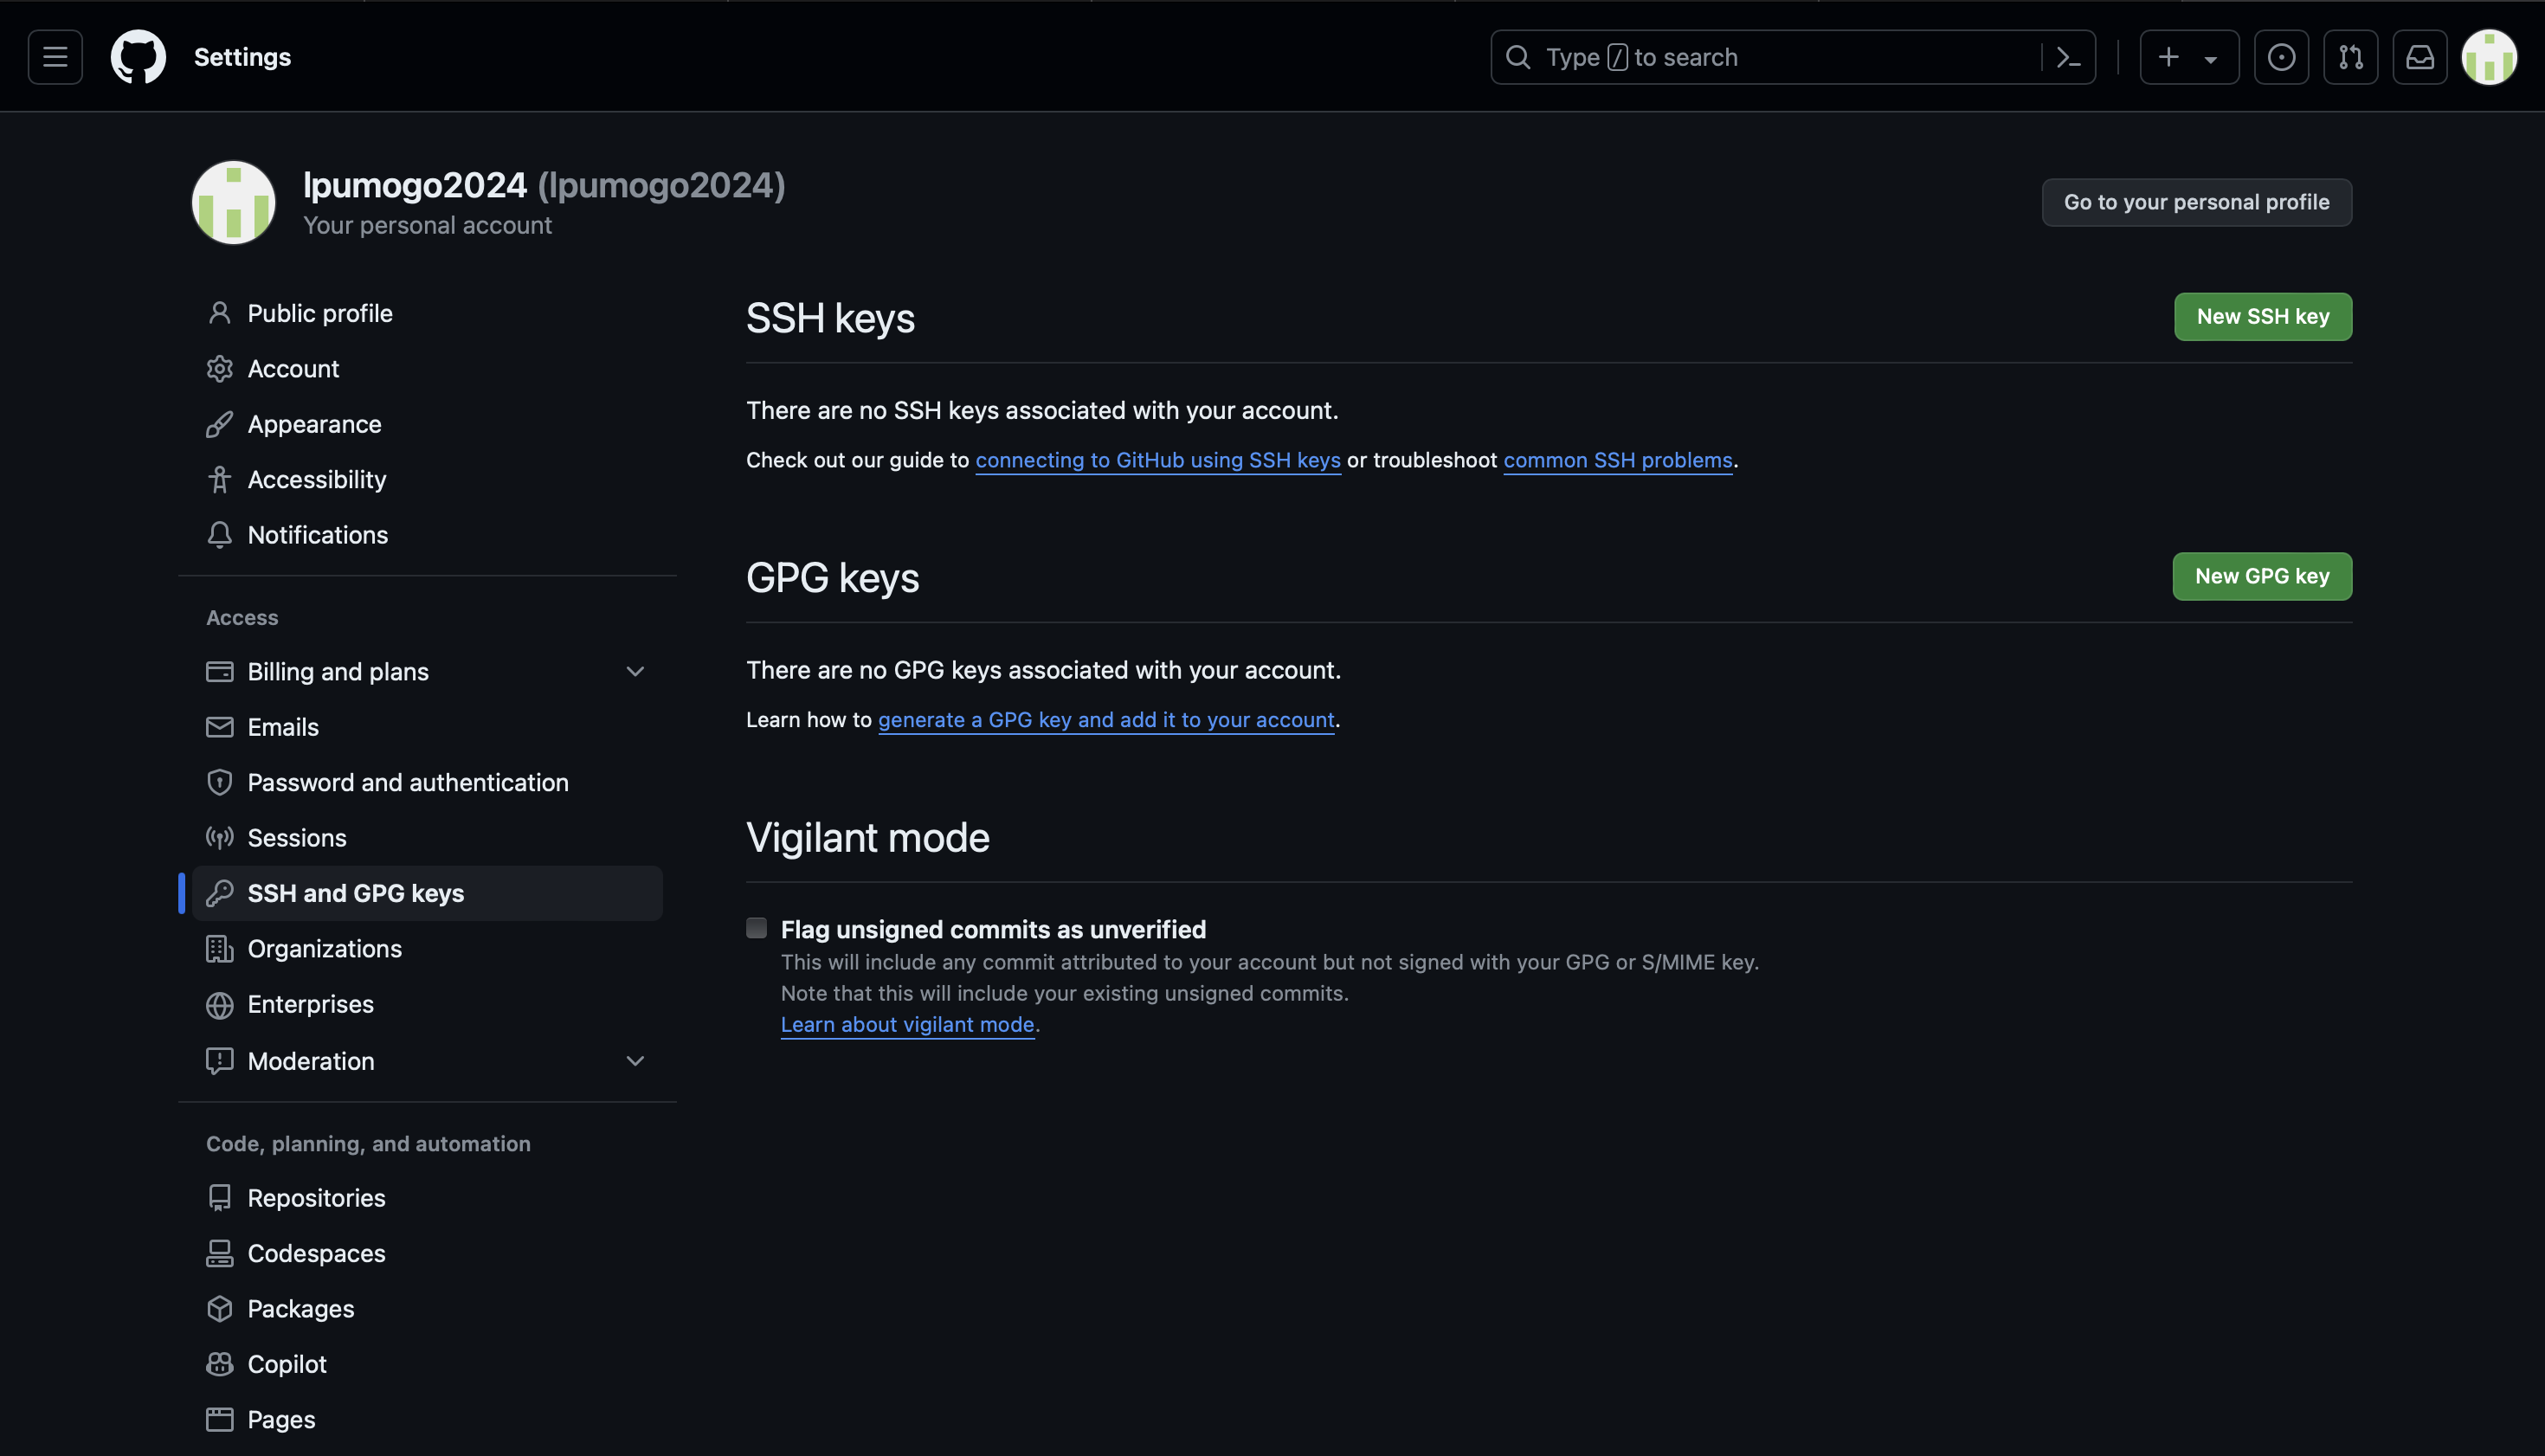 Settings
Type / to search
lpumogo2024 (lpumogo2024)
Your personal account
Go to your personal profile
Public profile
Account
Appearance
Accessibility
Notifications
Access
Billing and plans
Emails
Password and authentication
Sessions
SSH and GPG keys
Organizations
Enterprises
Moderation
Code, planning, and automation
Repositories
Codespaces
Packages
Copilot
Pages
SSH keys
New SSH key
There are no SSH keys associated with your account.
Check out our guide to connecting to GitHub using SSH keys or troubleshoot common SSH problems.
GPG keys
New GPG key
There are no GPG keys associated with your account.
Learn how to generate a GPG key and add it to your account.
Vigilant mode
Flag unsigned commits as unverified
This will include any commit attributed to your account but not signed with your GPG or S/MIME key.
Note that this will include your existing unsigned commits.
Learn about vigilant mode.